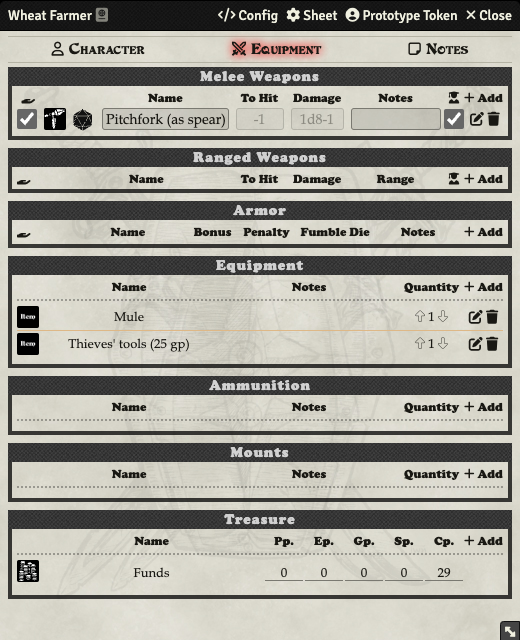 Wheat Farmer Config Sheet Prototype Token Close
Character Equipment Notes
Melee Weapons
Name To Hit Damage Notes + Add
Pitchfork (as spear) -1 1d8-1
Ranged Weapons
Name To Hit Damage Range + Add
Armor
Name Bonus Penalty Fumble Die Notes + Add
Equipment
Name Notes Quantity + Add
Item Mule 1
Item Thieves' tools (25 gp) 1
Ammunition
Name Notes Quantity + Add
Mounts
Name Notes Quantity + Add
Treasure
Name Pp. Ep. Gp. Sp. Cp. + Add
Funds 0 0 0 0 29